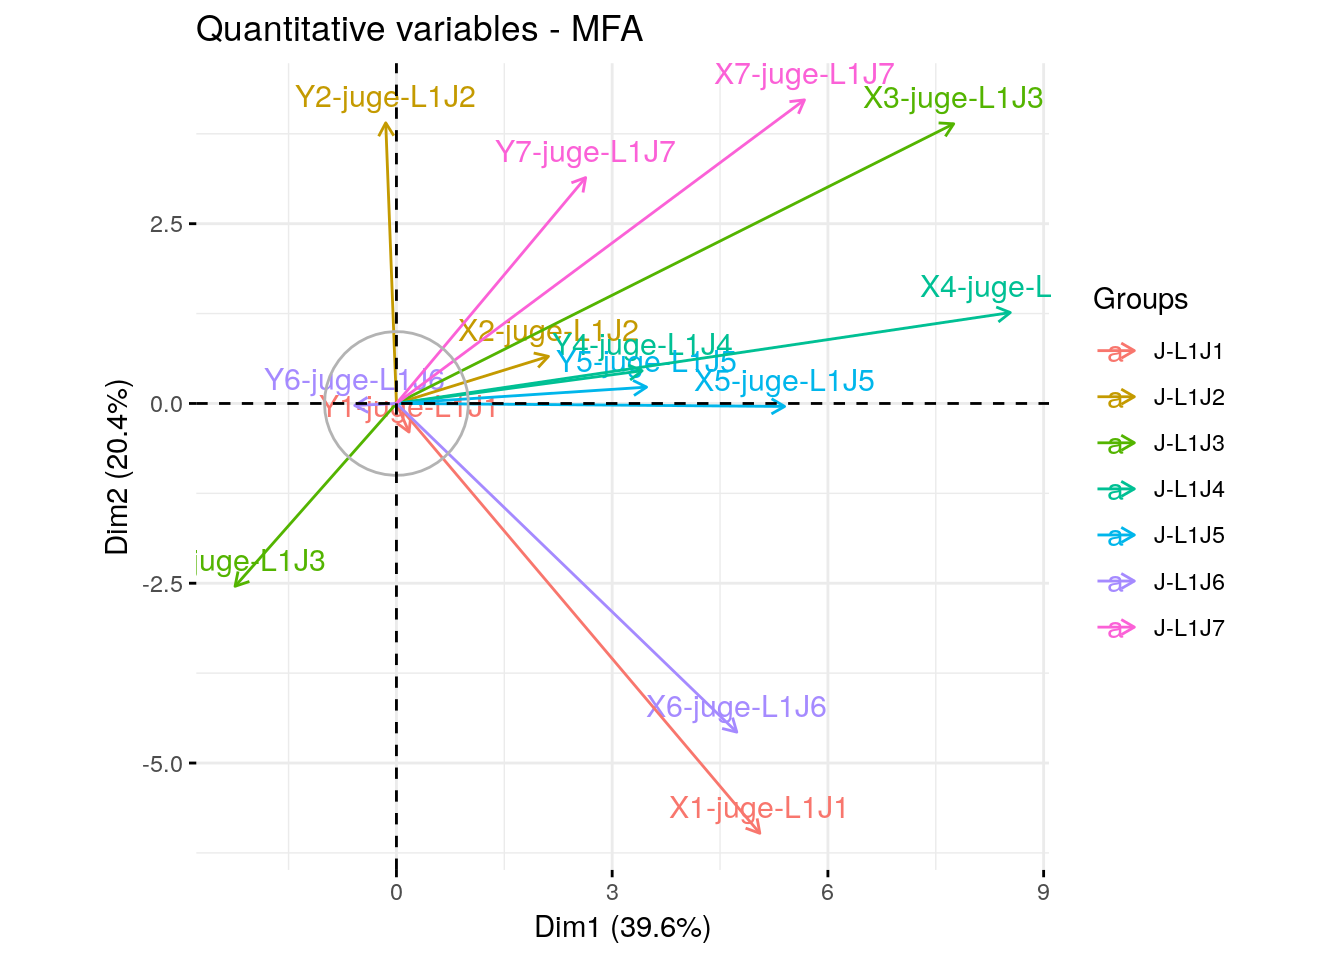 Quantitative variables - MFA
X7-juge-L1J7
Y2-juge-L1J2
X3-juge-L1J3
Y7-juge-L1J7
2.5
X4-juge-L
X2-juge-L1J2
Y4-juge-L1J4
Y5-juge-L1J5
Y6-juge-L1J6
X5-juge-L1J5
0.0
Y1-juge-L1J1
juge-L1J3
-2.5
X6-juge-L1J6
-5.0
X1-juge-L1J1
0
3
6
9
Dim1 (39.6%)
Dim2 (20.4%)
Groups
a J-L1J1
a J-L1J2
a J-L1J3
a J-L1J4
a J-L1J5
a J-L1J6
a J-L1J7